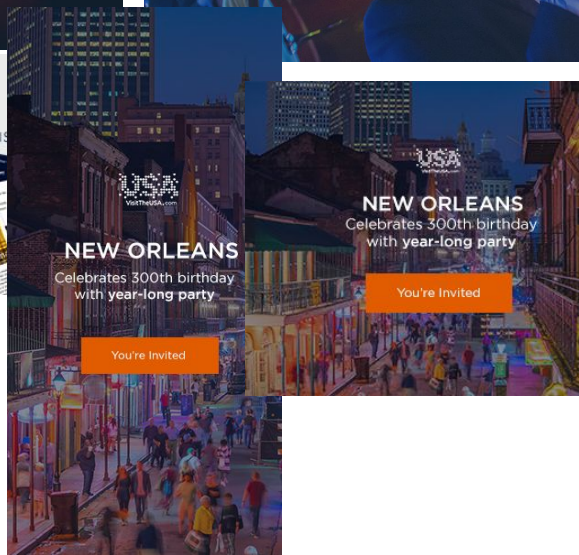 USA
VisitTheUSA.com
NEW ORLEANS
Celebrates 300th birthday
with year-long party
You're Invited
USA
VisitTheUSA.com
NEW ORLEANS
Celebrates 300th birthday
with year-long party
You're Invited